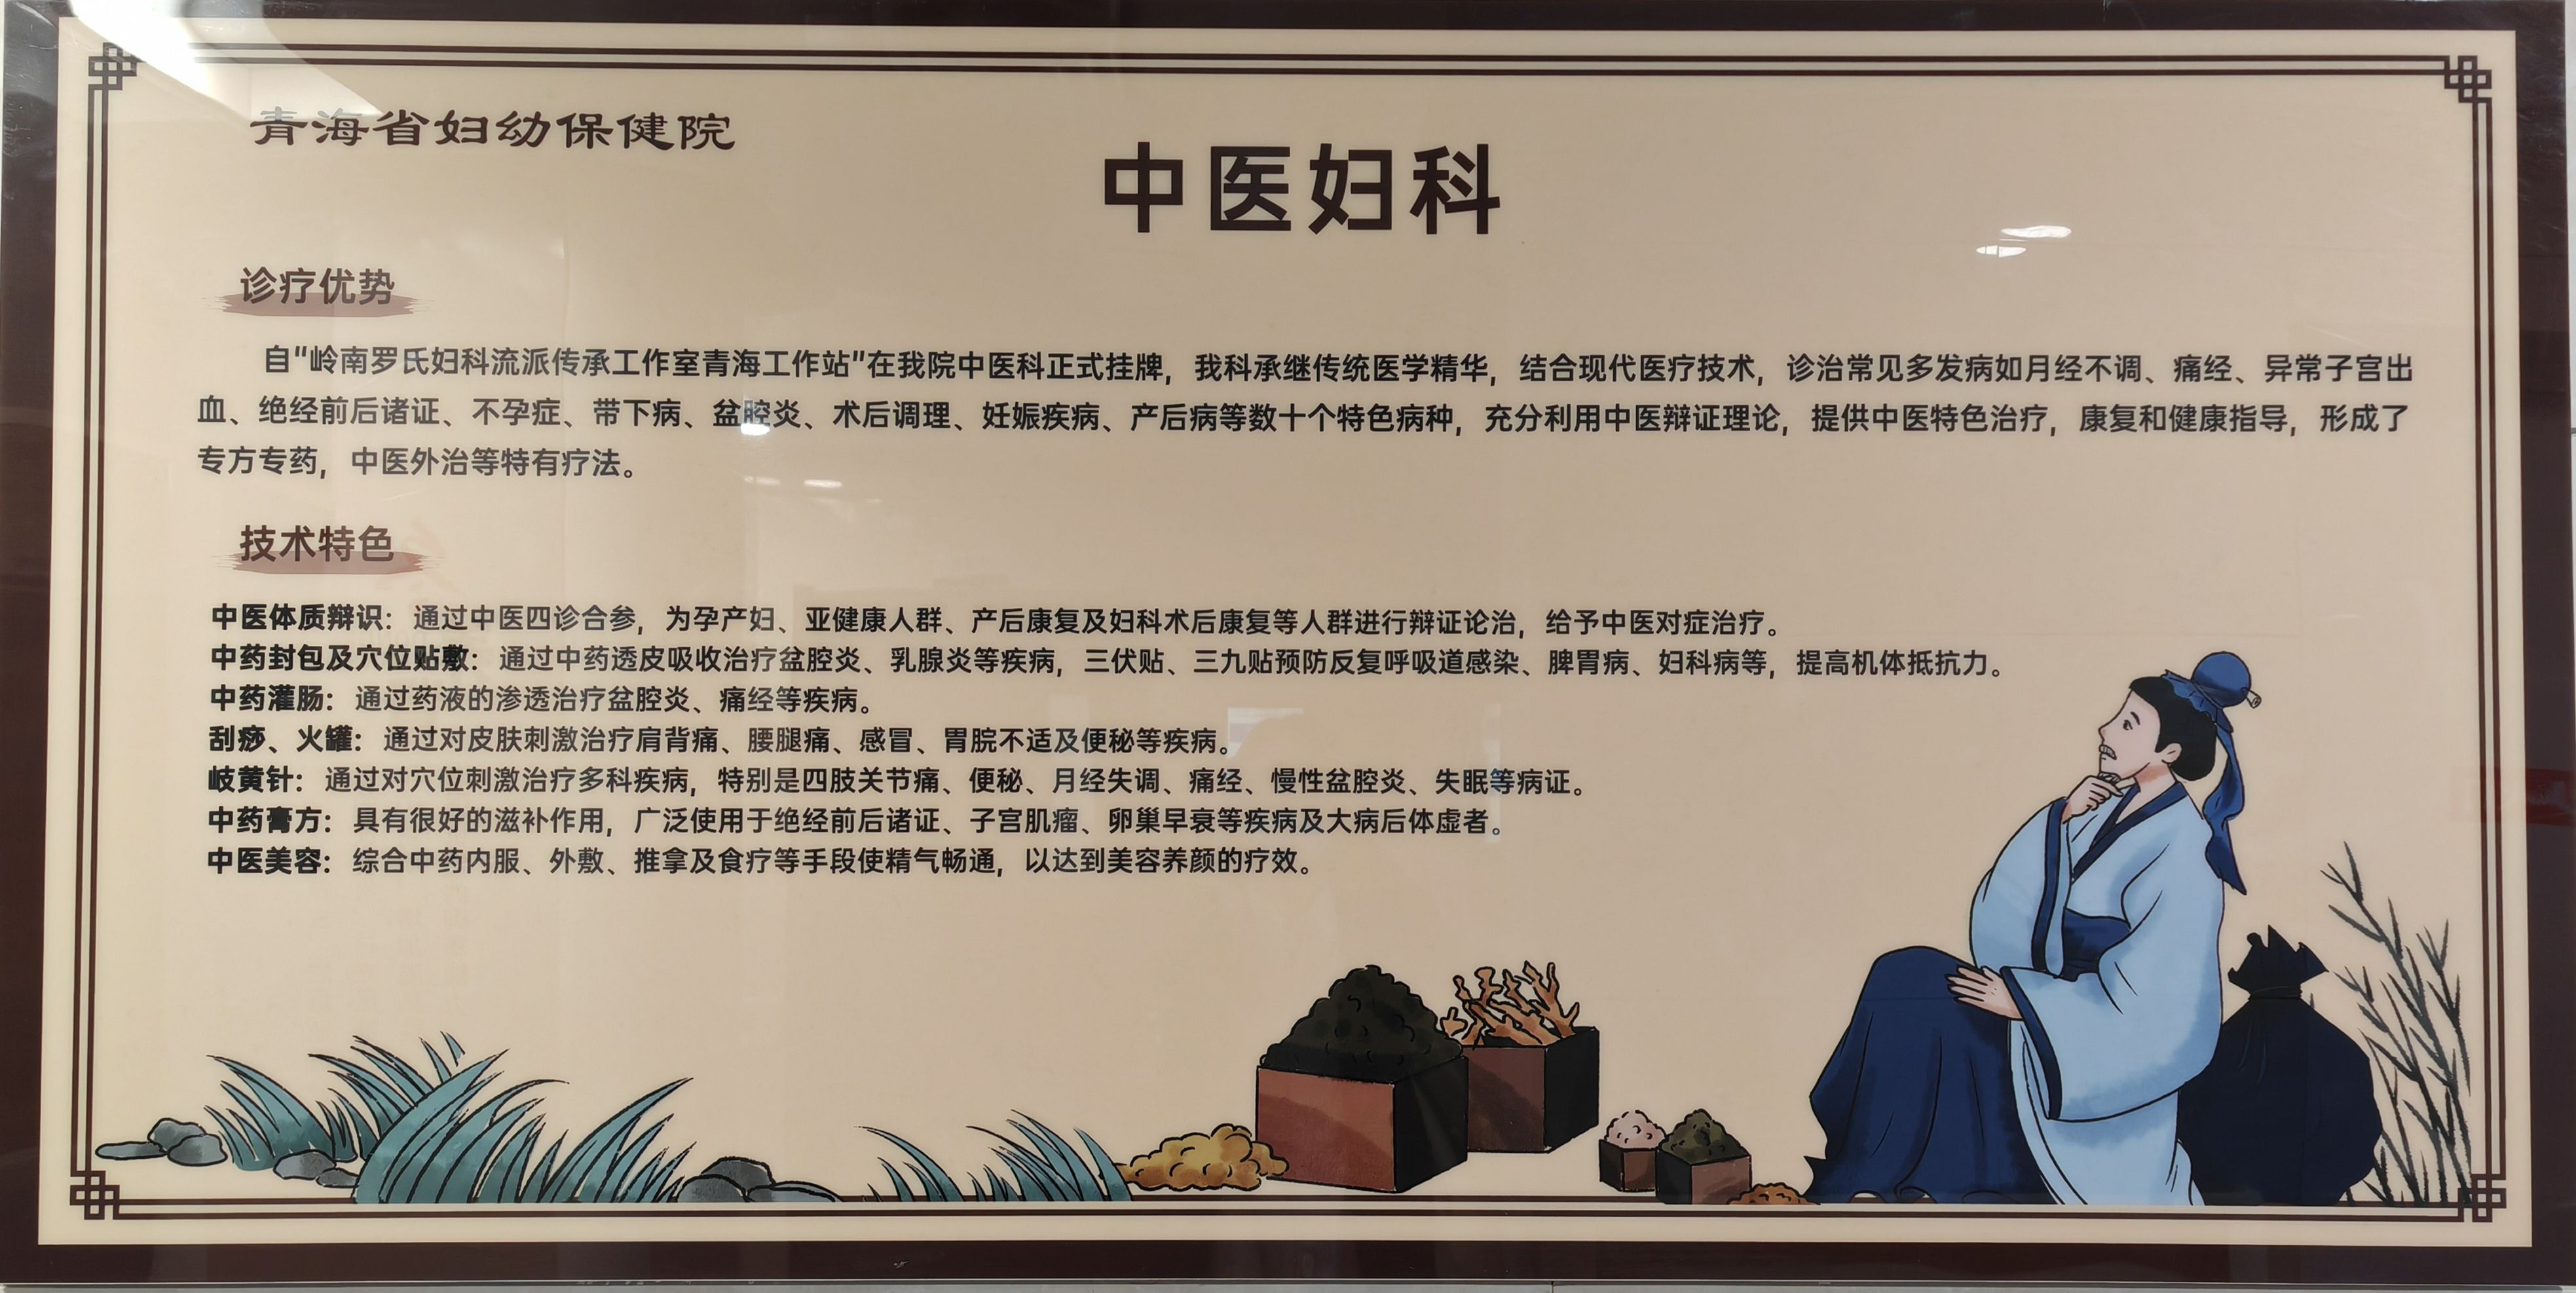 青海省妇幼保健院
中医妇科
诊疗优势
自"岭南罗氏妇科流派传承工作室青海工作站"在我院中医科正式挂牌，我科承继传统医学精华，结合现代医疗技术，诊治常见多发病如月经不调、痛经、异常子宫出
血、绝经前后诸证、不孕症、带下病、盆腔炎、术后调理、妊娠疾病、产后病等数十个特色病种，充分利用中医辩证理论，提供中医特色治疗，康复和健康指导，形成了
专方专药，中医外治等特有疗法。
技术特色
中医体质辩识：通过中医四诊合参，为孕产妇、亚健康人群、产后康复及妇科术后康复等人群进行辩证论治，给予中医对症治疗。
中药封包及穴位贴敷：通过中药透皮吸收治疗盆腔炎、乳腺炎等疾病，三伏贴、三九贴预防反复呼吸道感染、脾胃病、妇科病等，提高机体抵抗力。
中药灌肠：通过药液的渗透治疗盆腔炎、痛经等疾病。
刮痧、火罐：通过对皮肤刺激治疗肩背痛、腰腿痛、感冒、胃脘不适及便秘等疾病。
岐黄针：通过对穴位刺激治疗多科疾病，特别是四肢关节痛、便秘、月经失调、痛经、慢性盆腔炎、失眠等病证。
中药膏方：具有很好的滋补作用，广泛使用于绝经前后诸证、子宫肌瘤、卵巢早衰等疾病及大病后体虚者。
中医美容：综合中药内服、外敷、推拿及食疗等手段使精气畅通，以达到美容养颜的疗效。